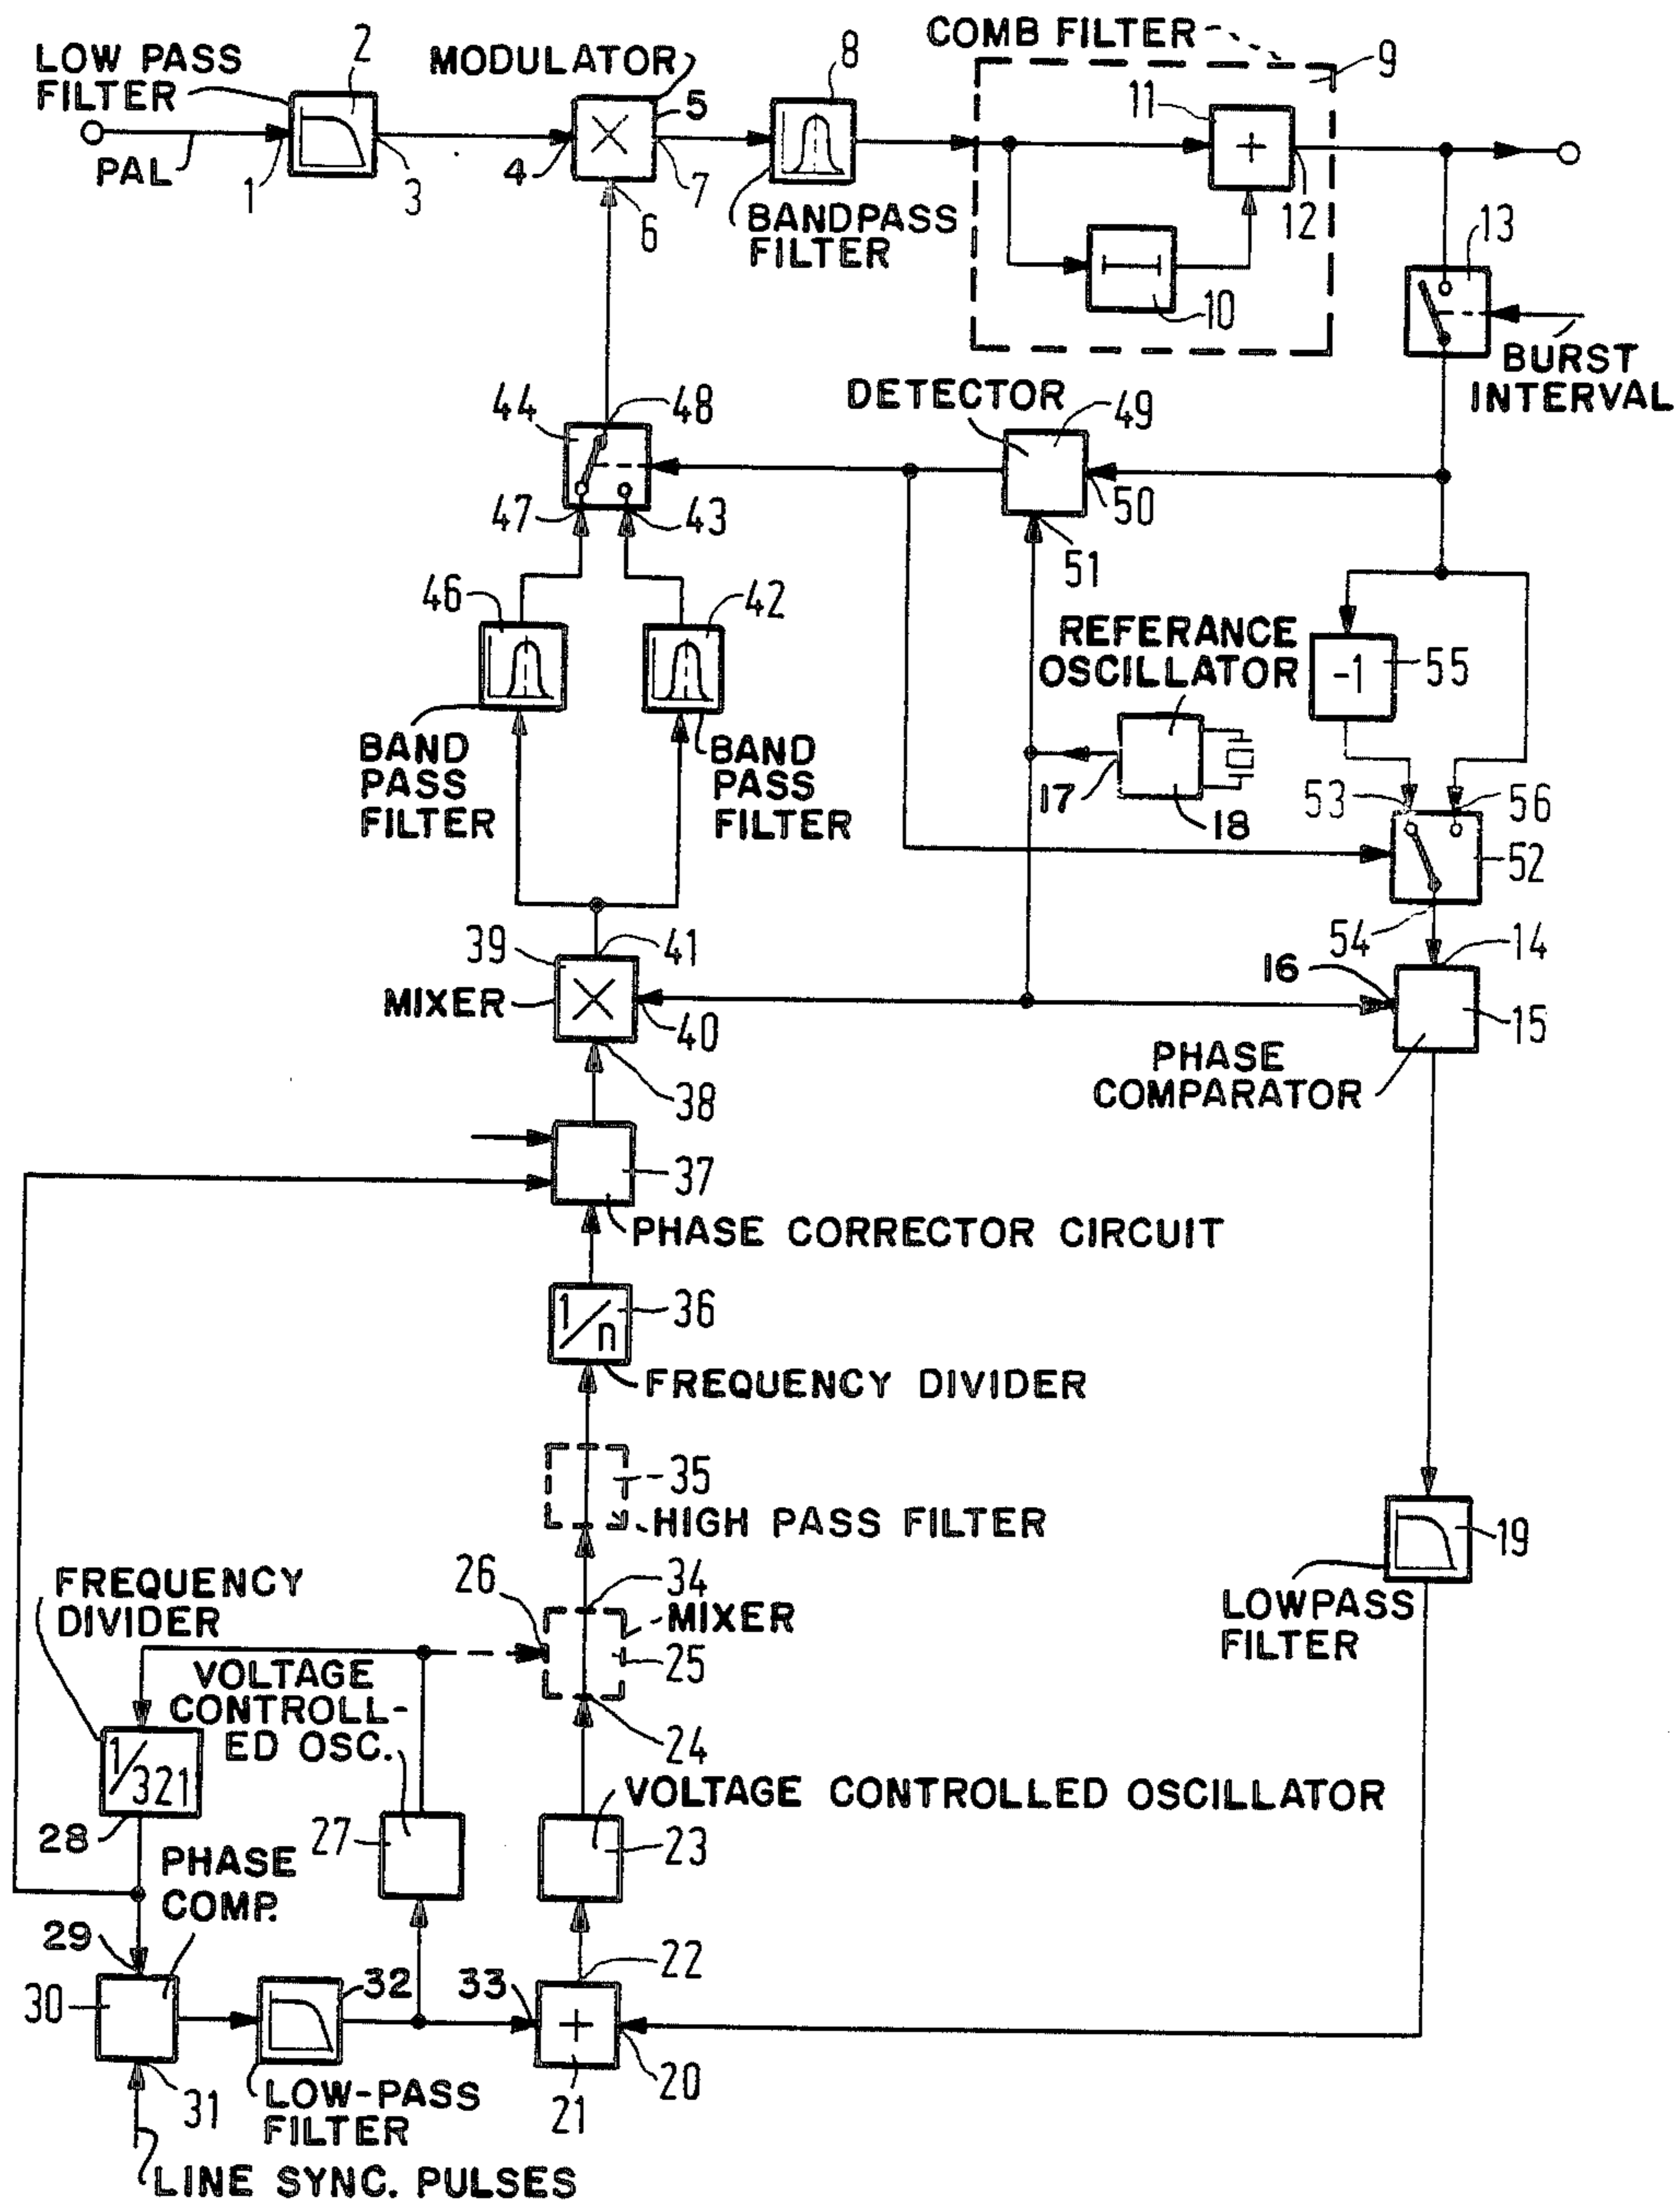 COMB FILTER
9
LOW PASS
FILTER
2
MODULATOR
8
5
11
+
PAL
1
3
4
6
7
BANDPASS
FILTER
10
12
13
BURST
INTERVAL
44
48
DETECTOR
49
47
43
50
51
46
42
REFERANCE
OSCILLATOR
-1
55
BAND
PASS
FILTER
BAND
PASS
FILTER
17
18
53
56
52
54
14
39
41
MIXER
40
16
15
38
PHASE
COMPARATOR
37
PHASE CORRECTOR CIRCUIT
1/n
36
FREQUENCY DIVIDER
35
HIGH PASS FILTER
19
LOWPASS
FILTER
26
34
MIXER
25
FREQUENCY
DIVIDER
VOLTAGE
CONTROLL-
ED OSC.
24
1/321
VOLTAGE CONTROLLED OSCILLATOR
28
27
23
PHASE
COMP.
29
30
32
33
22
+
20
21
31
LOW-PASS
FILTER
LINE SYNC. PULSES